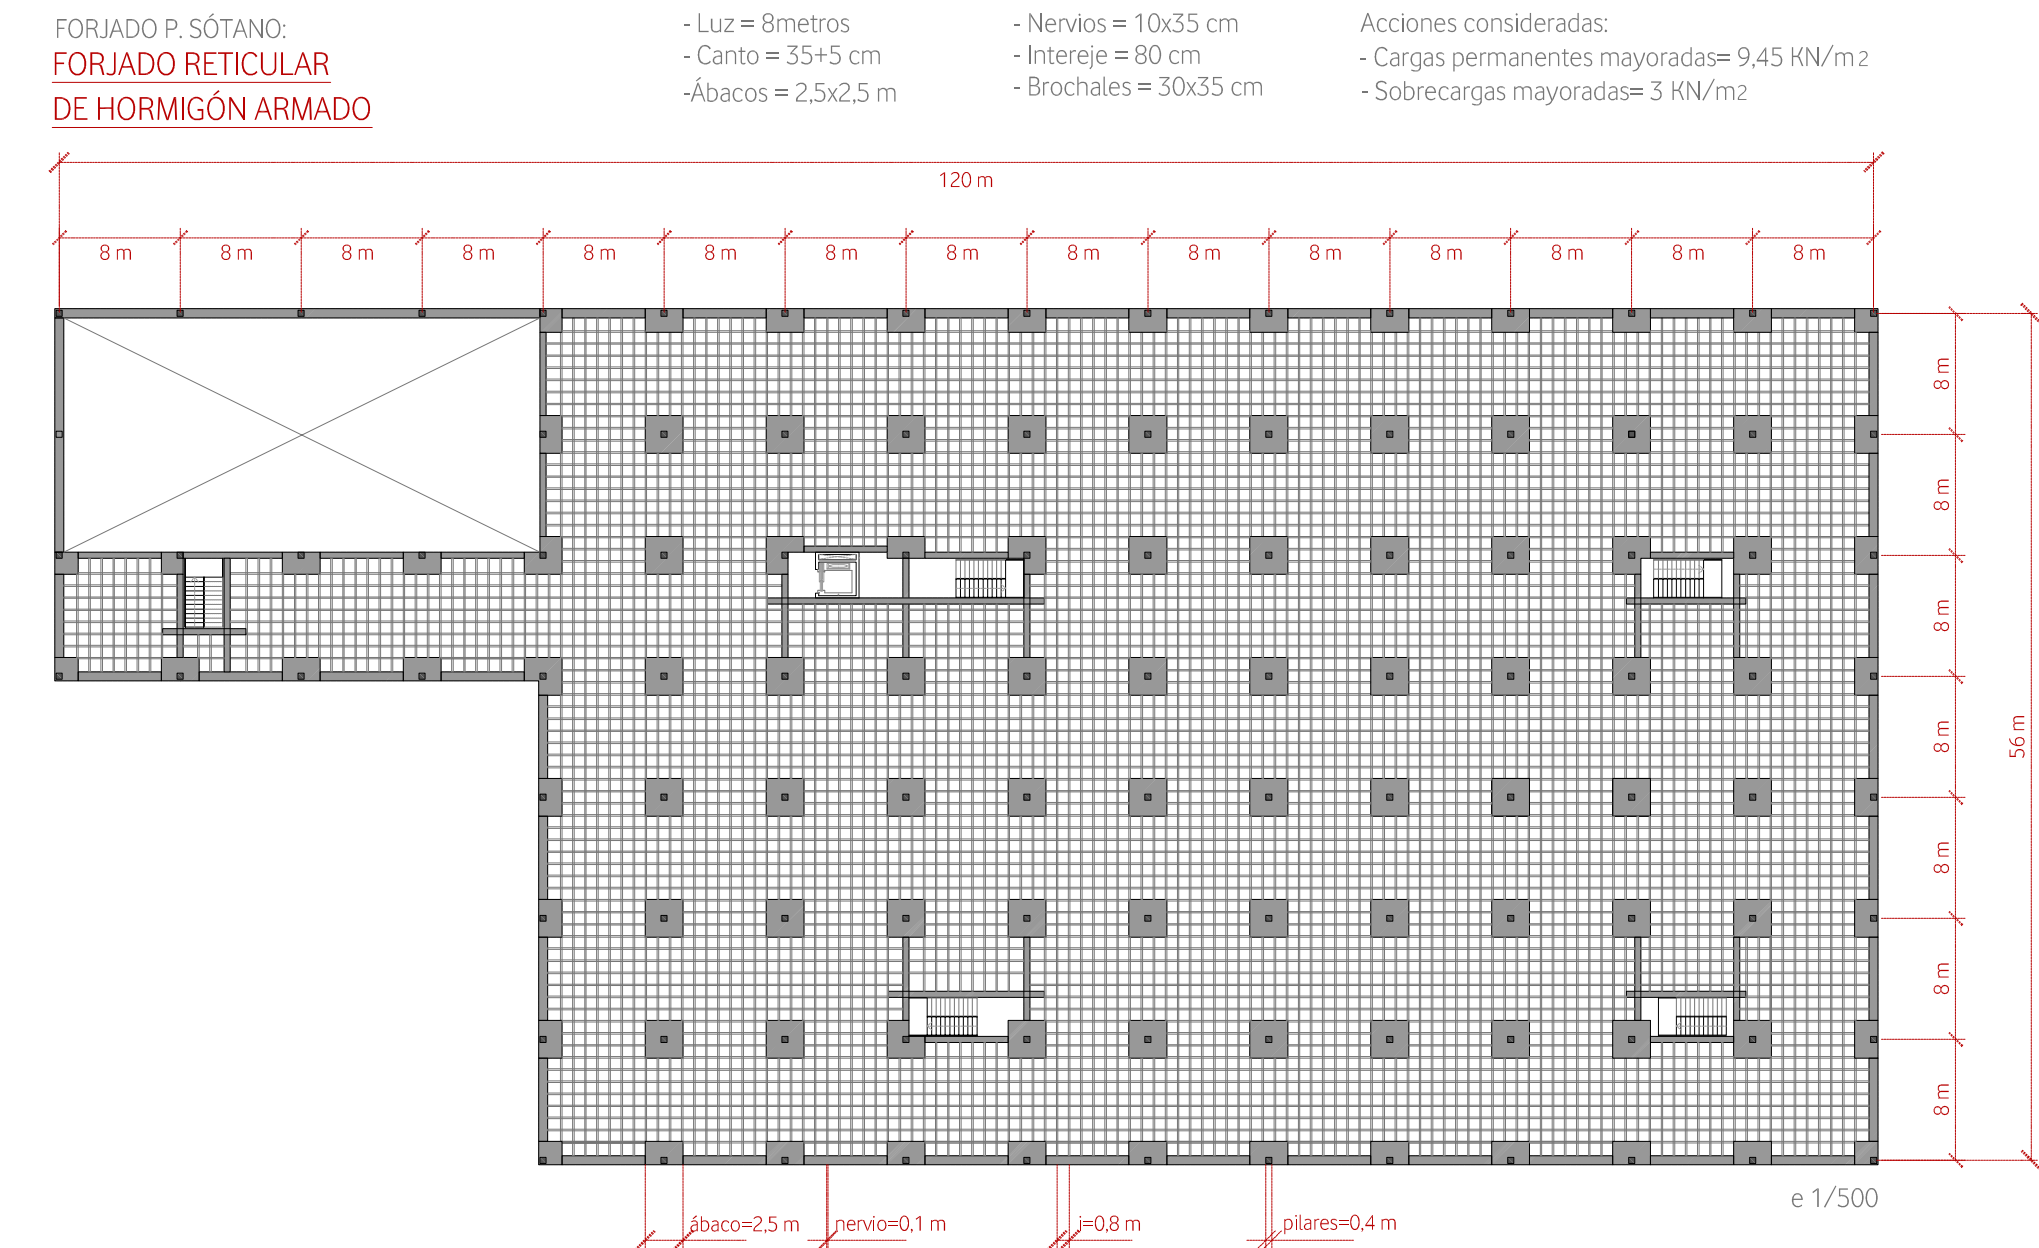 FORJADO P. SÓTANO:
FORJADO RETICULAR
DE HORMIGÓN ARMADO
- Luz = 8metros
- Canto = 35+5 cm
-Ábacos = 2,5x2,5 m
- Nervios = 10x35 cm
- Intereje = 80 cm
- Brochales = 30x35 cm
Acciones consideradas:
- Cargas permanentes mayoradas= 9,45 KN/m2
- Sobrecargas mayoradas= 3 KN/m2
120 m
8 m 8 m 8 m 8 m 8 m 8 m 8 m 8 m 8 m 8 m 8 m 8 m 8 m 8 m 8 m
8 m
8 m
8 m
8 m
8 m
8 m
8 m
56 m
e 1/500
ábaco=2,5 m
nervio=0,1 m
i=0,8 m
pilares=0,4 m